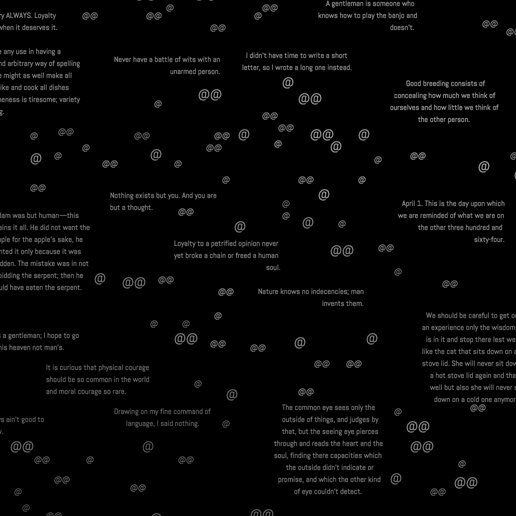 ry ALWAYS. Loyalty
when it deserves it.
A gentleman is someone who
knows how to play the banjo and
doesn't.
e any use in having a
nd arbitrary way of spelling
e might as well make all
like and cook all dishes
eness is tiresome; variety
g.
Never have a battle of wits with an
unarmed person.
I didn't have time to write a short
letter, so I wrote a long one instead.
Good breeding consists of
concealing how much we think of
ourselves and how little we think of
the other person.
Nothing exists but you. And you are
but a thought.
April 1. This is the day upon which
we are reminded of what we are on
the other three hundred and
sixty-four.
dam was but human—this
ains it all. He did not want the
pple for the apple's sake, he
nted it only because it was
idden. The mistake was in not
bidding the serpent; then he
uld have eaten the serpent.
Loyalty to a petrified opinion never
yet broke a chain or freed a human
soul.
Nature knows no indecencies; man
invents them.
s a gentleman; I hope to go
his heaven not man's.
We should be careful to get o
an experience only the wisdom
is in it and stop there lest we
like the cat that sits down on a
stove lid. She will never sit dow
a hot stove lid again and tha
well but also she will never s
down on a cold one anymor
It is curious that physical courage
should be so common in the world
and moral courage so rare.
ws ain't good to
y.
Drawing on my fine command of
language, I said nothing.
The common eye sees only the
outside of things, and judges by
that, but the seeing eye pierces
through and reads the heart and the
soul, finding there capacities which
the outside didn't indicate or
promise, and which the other kind
of eye couldn't detect.